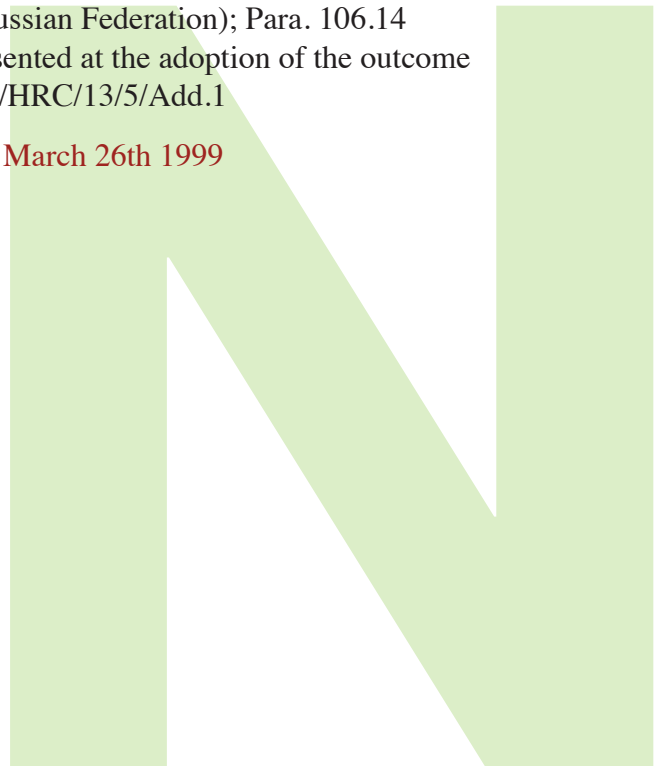 ussian Federation); Para. 106.14
sented at the adoption of the outcome
/HRC/13/5/Add.1
March 26th 1999
N